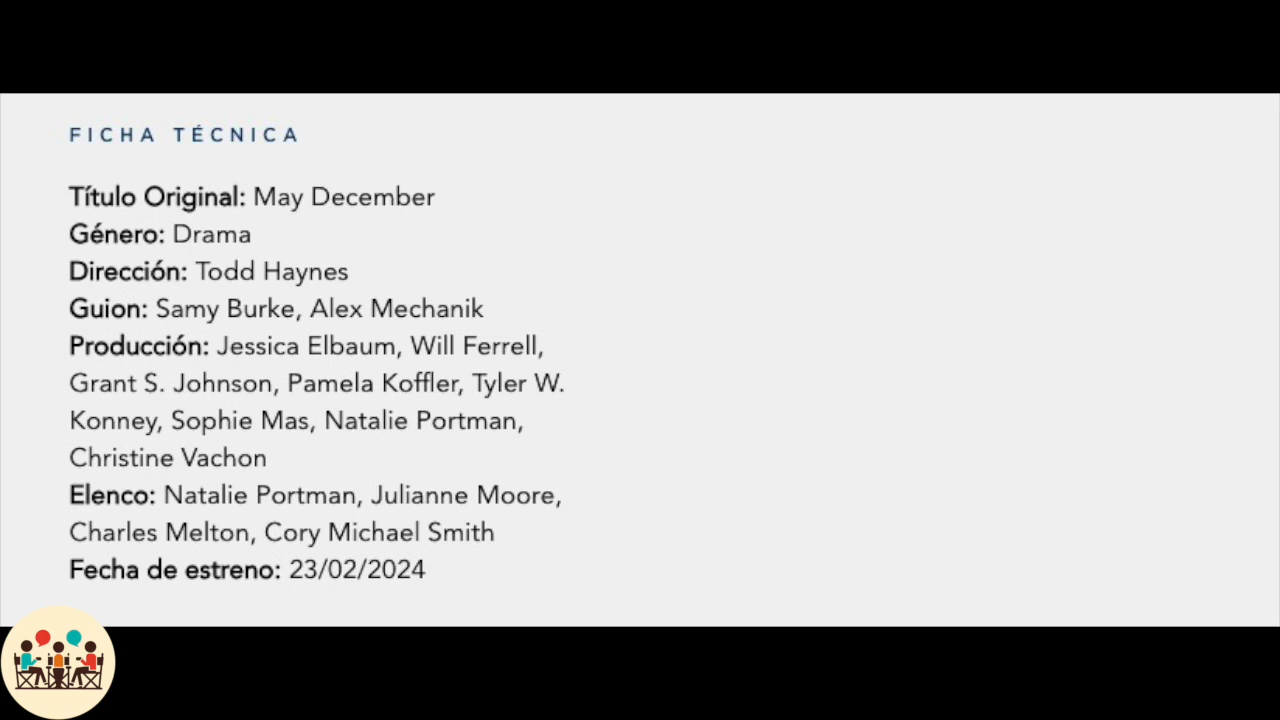 FICHA TÉCNICA
Título Original: May December
Género: Drama
Dirección: Todd Haynes
Guion: Samy Burke, Alex Mechanik
Producción: Jessica Elbaum, Will Ferrell,
Grant S. Johnson, Pamela Koffler, Tyler W.
Konney, Sophie Mas, Natalie Portman,
Christine Vachon
Elenco: Natalie Portman, Julianne Moore,
Charles Melton, Cory Michael Smith
Fecha de estreno: 23/02/2024